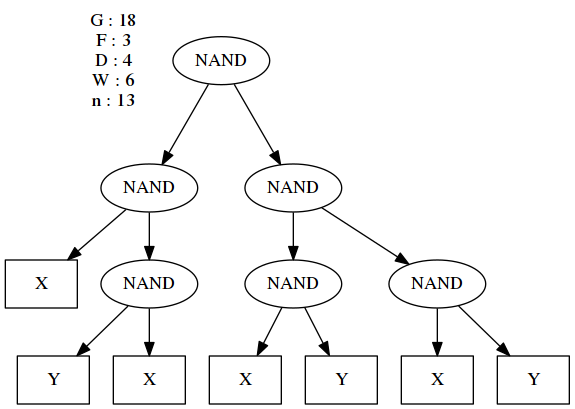 G : 18
F : 3
D : 4
W : 6
n : 13
NAND
NAND NAND
X NAND NAND NAND
Y X X Y X Y